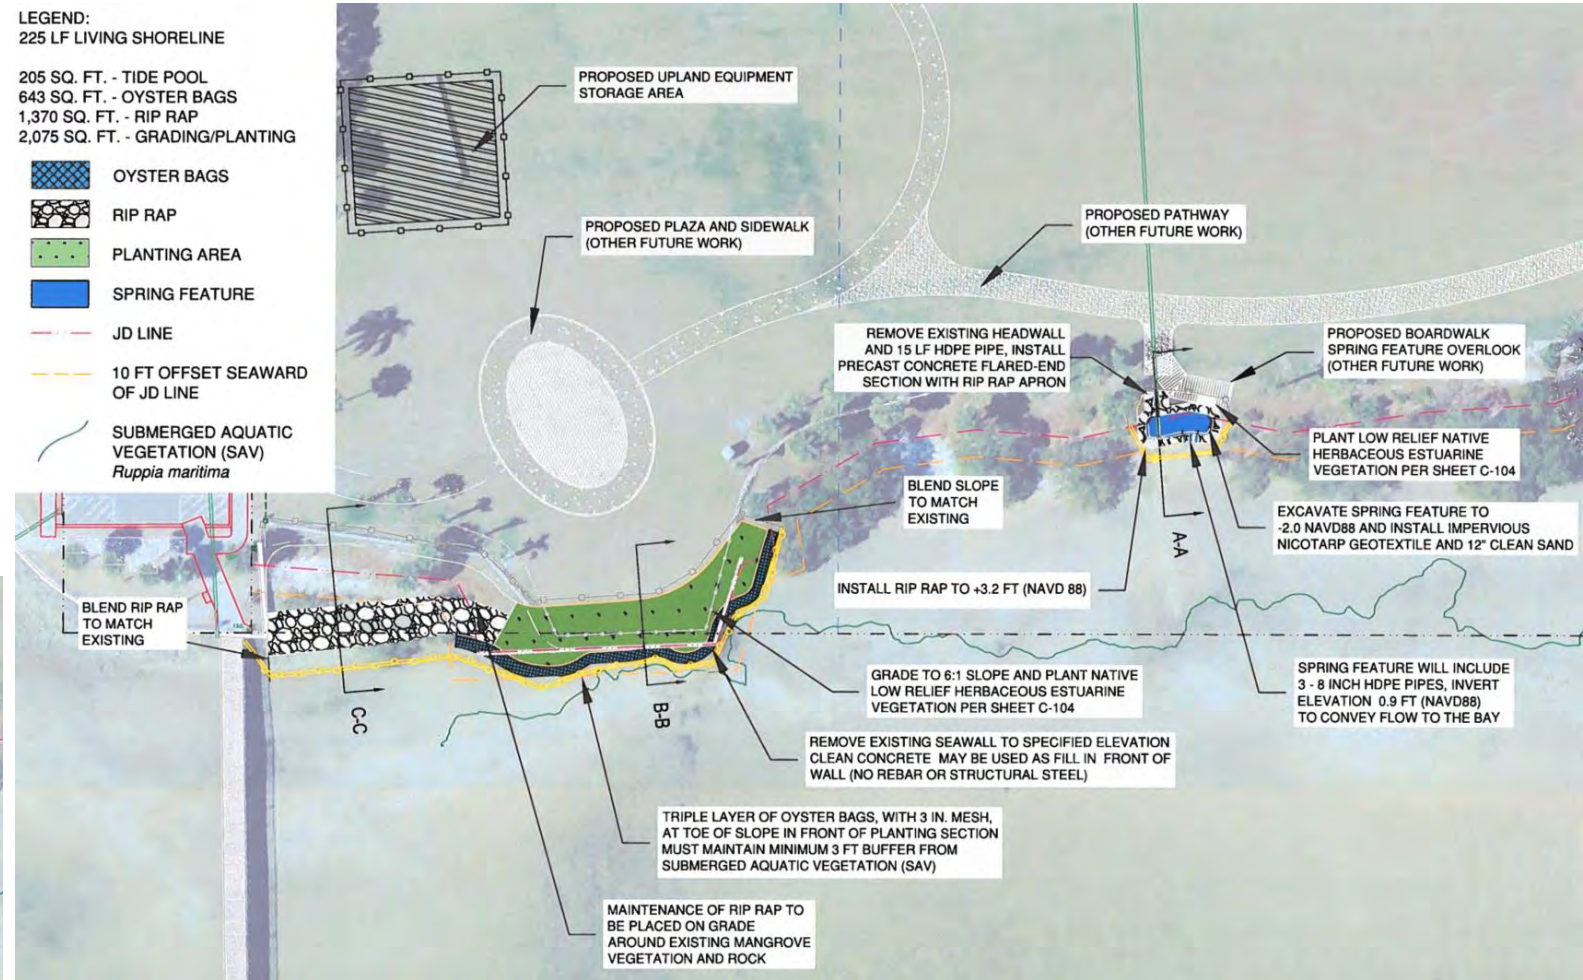 LEGEND:
225 LF LIVING SHORELINE
205 SQ. FT. - TIDE POOL
643 SQ. FT. - OYSTER BAGS
1,370 SQ. FT. - RIP RAP
2,075 SQ. FT. - GRADING/PLANTING
OYSTER BAGS
RIP RAP
PLANTING AREA
SPRING FEATURE
JD LINE
10 FT OFFSET SEAWARD
OF JD LINE
SUBMERGED AQUATIC
VEGETATION (SAV)
Ruppia maritima
PROPOSED UPLAND EQUIPMENT
STORAGE AREA
PROPOSED PLAZA AND SIDEWALK
(OTHER FUTURE WORK)
PROPOSED PATHWAY
(OTHER FUTURE WORK)
REMOVE EXISTING HEADWALL
AND 15 LF HDPE PIPE, INSTALL
PRECAST CONCRETE FLARED-END
SECTION WITH RIP RAP APRON
PROPOSED BOARDWALK
SPRING FEATURE OVERLOOK
(OTHER FUTURE WORK)
PLANT LOW RELIEF NATIVE
HERBACEOUS ESTUARINE
VEGETATION PER SHEET C-104
BLEND SLOPE
TO MATCH
EXISTING
EXCAVATE SPRING FEATURE TO
-2.0 NAVD88 AND INSTALL IMPERVIOUS
NICOTARP GEOTEXTILE AND 12" CLEAN SAND
A-A
INSTALL RIP RAP TO +3.2 FT (NAVD 88)
BLEND RIP RAP
TO MATCH
EXISTING
C-C
B-B
GRADE TO 6:1 SLOPE AND PLANT NATIVE
LOW RELIEF HERBACEOUS ESTUARINE
VEGETATION PER SHEET C-104
SPRING FEATURE WILL INCLUDE
3 - 8 INCH HDPE PIPES, INVERT
ELEVATION 0.9 FT (NAVD88)
TO CONVEY FLOW TO THE BAY
REMOVE EXISTING SEAWALL TO SPECIFIED ELEVATION
CLEAN CONCRETE MAY BE USED AS FILL IN FRONT OF
WALL (NO REBAR OR STRUCTURAL STEEL)
TRIPLE LAYER OF OYSTER BAGS, WITH 3 IN. MESH,
AT TOE OF SLOPE IN FRONT OF PLANTING SECTION
MUST MAINTAIN MINIMUM 3 FT BUFFER FROM
SUBMERGED AQUATIC VEGETATION (SAV)
MAINTENANCE OF RIP RAP TO
BE PLACED ON GRADE
AROUND EXISTING MANGROVE
VEGETATION AND ROCK